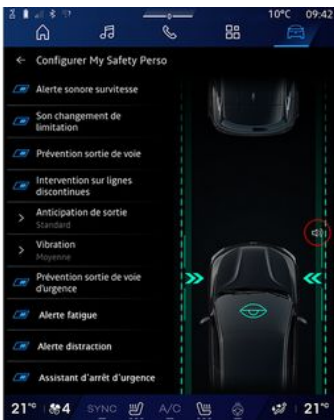 10°C 09:42
Configurer My Safety Perso
Alerte sonore survitesse
Son changement de
limitation
Prévention sortie de voie
Intervention sur lignes
discontinues
Anticipation de sortie
Standard
Vibration
Moyenne
Prévention sortie de voie
d'urgence
Alerte fatigue
Alerte distraction
Assistant d'arrêt d'urgence
21°C 4 SYNC A/C 21°C